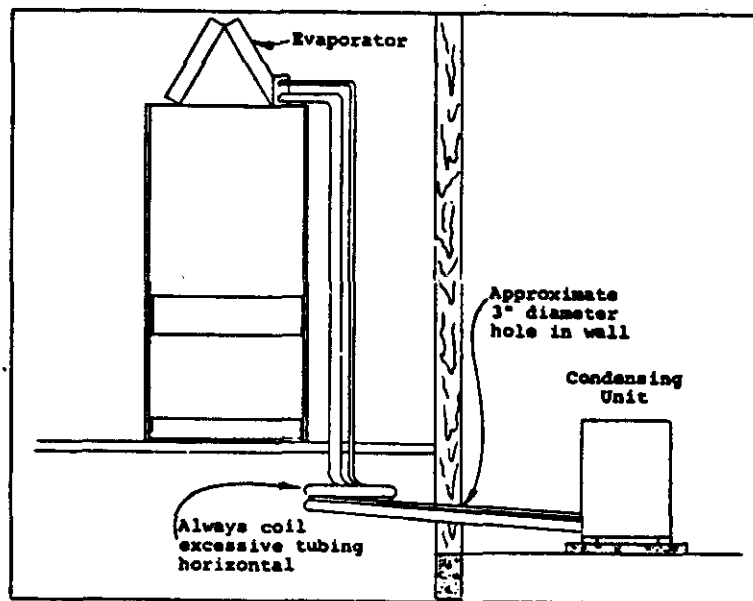 Evaporator
Approximate
3" diameter
hole in wall
Condensing
Unit
Always coil
excessive tubing
horizontal